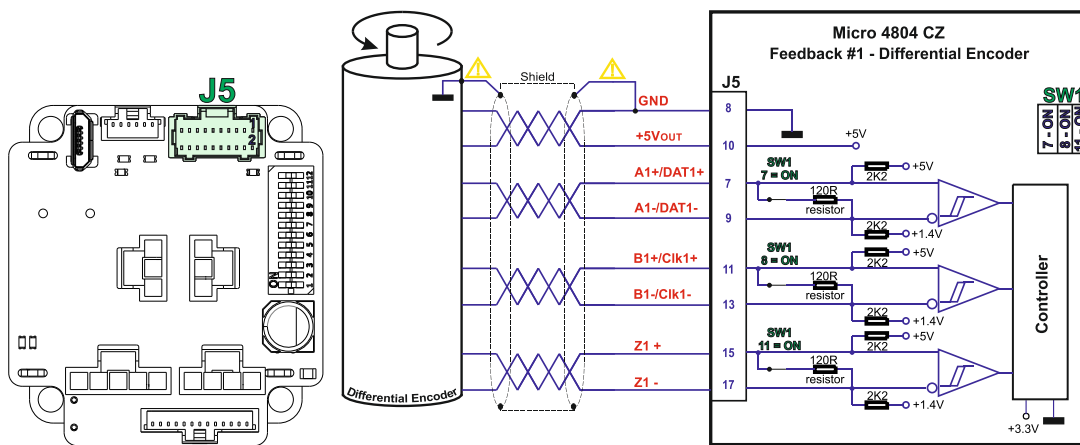 J5
1
2
12
11
10
9
8
7
6
5
4
3
2
1
ON
Differential Encoder
Shield
GND
+5VOUT
A1+/DAT1+
A1-/DAT1-
B1+/Clk1+
B1-/Clk1-
Z1 +
Z1 -
Micro 4804 CZ
Feedback #1 - Differential Encoder
J5
8
10
7
9
11
13
15
17
+5V
SW1
7 = ON
120R
resistor
+5V
2K2
+1.4V
2K2
SW1
8 = ON
120R
resistor
+5V
2K2
+1.4V
2K2
SW1
11 = ON
120R
resistor
+5V
2K2
2K2
+1.4V
Controller
+3.3V
SW1
7 - ON
8 - ON
11 - ON